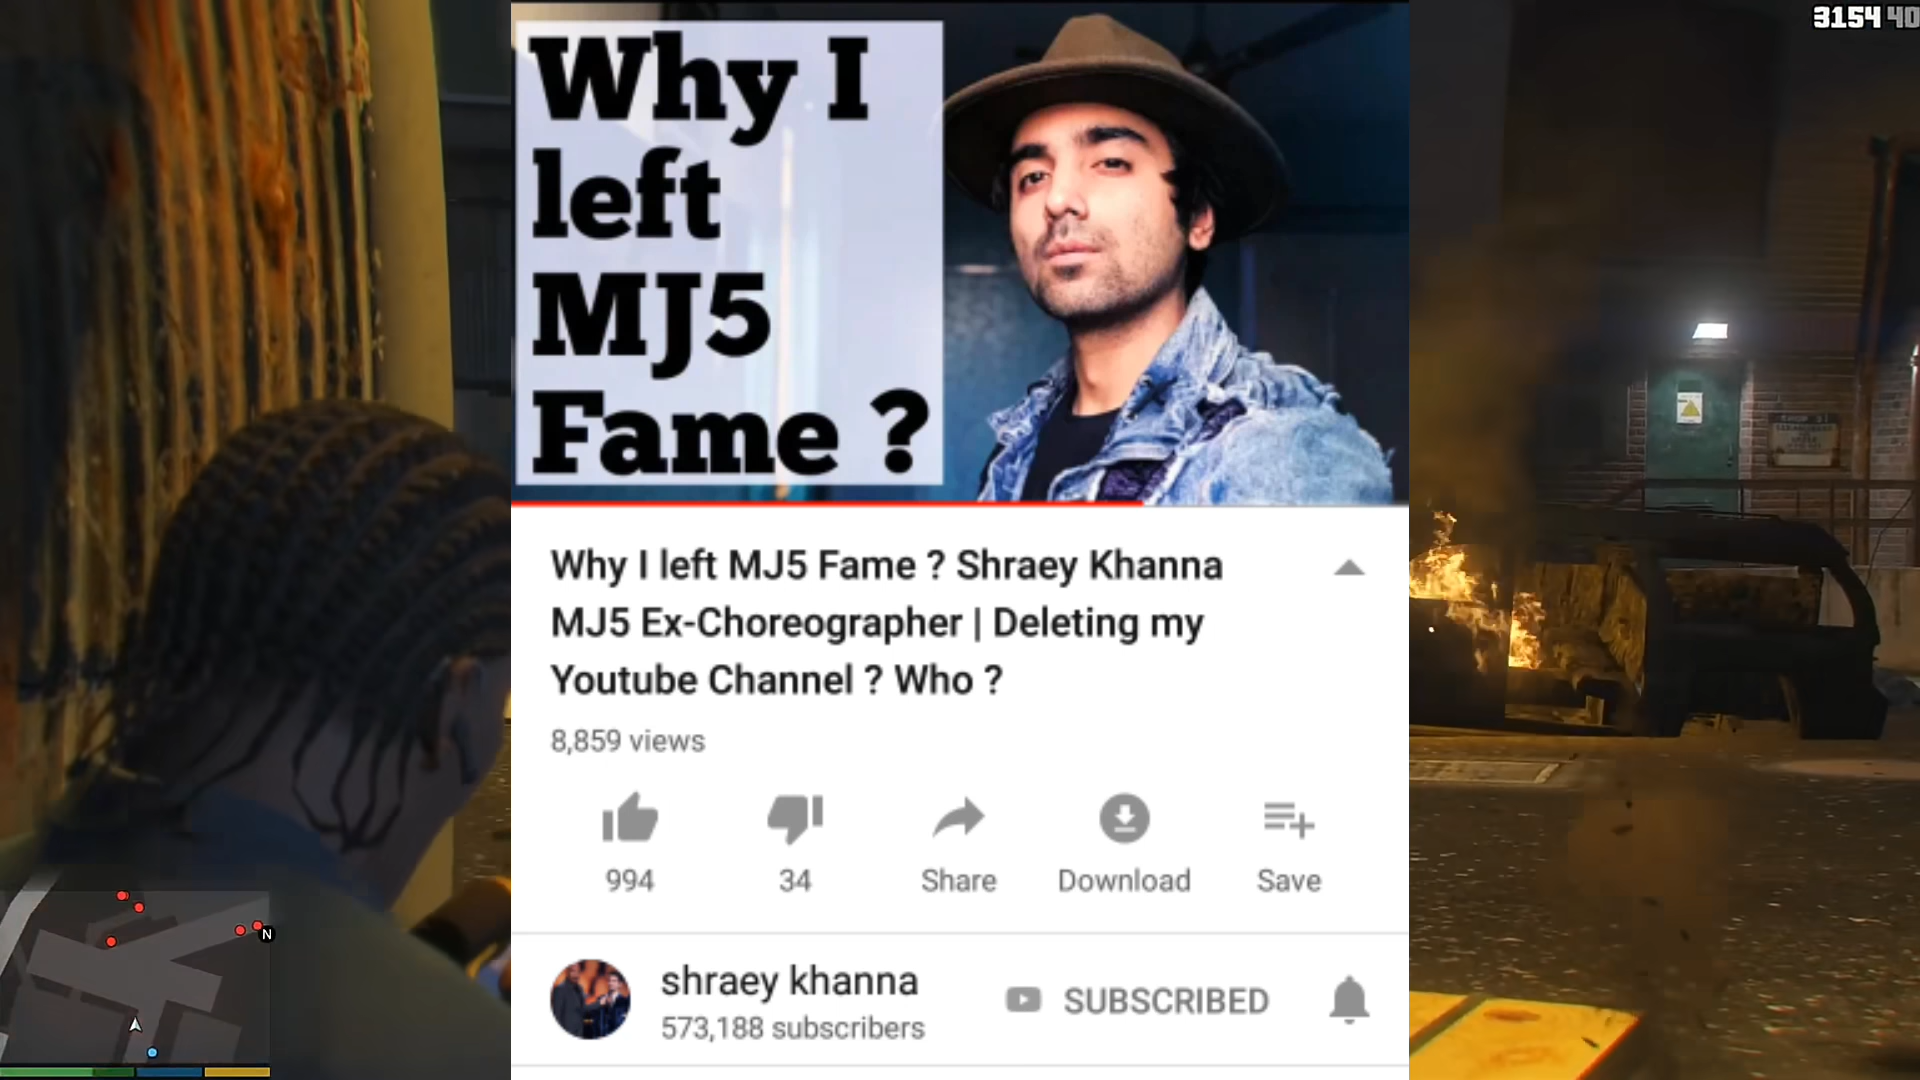 3154 40
Why I
left
MJ5
Fame ?
Why I left MJ5 Fame ? Shraey Khanna
MJ5 Ex-Choreographer | Deleting my
Youtube Channel ? Who ?
8,859 views
994
34
Share
Download
Save
shraey khanna
573,188 subscribers
SUBSCRIBED
N